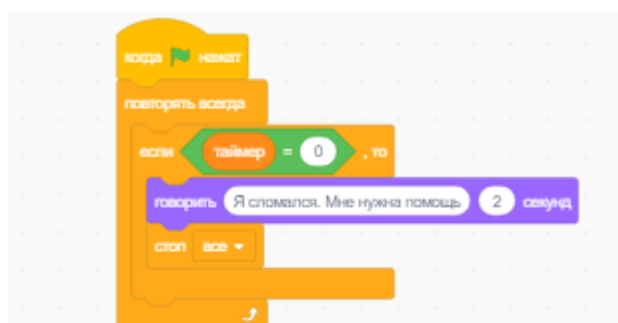 когда нажат
повторять всегда
если таймер = 0 , то
говорить Я сломался. Мне нужна помощь 2 секунд
стоп все